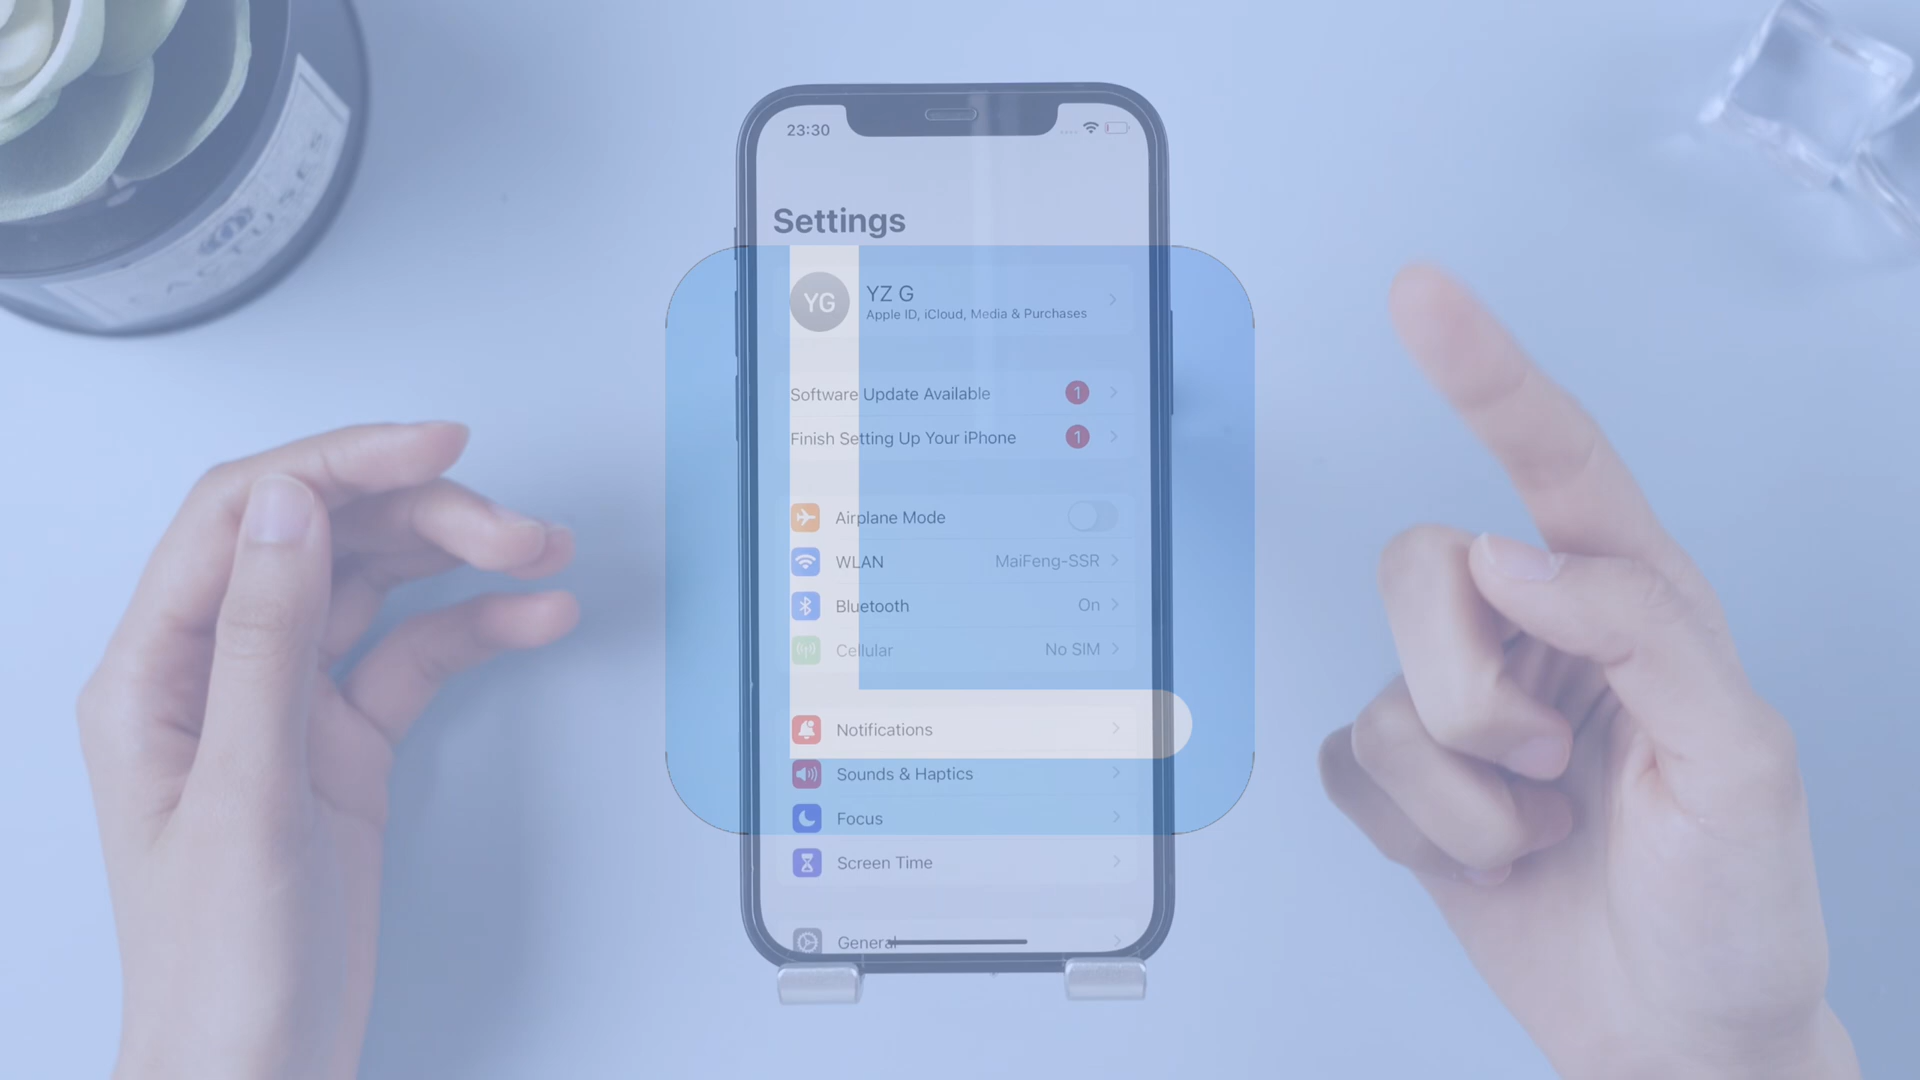 23:30
Settings
YG
YZ G
Apple ID, iCloud, Media & Purchases
Software Update Available 1
Finish Setting Up Your iPhone 1
Airplane Mode
WLAN MaiFeng-SSR
Bluetooth On
Cellular No SIM
Notifications
Sounds & Haptics
Focus
Screen Time
General
CACTUSES